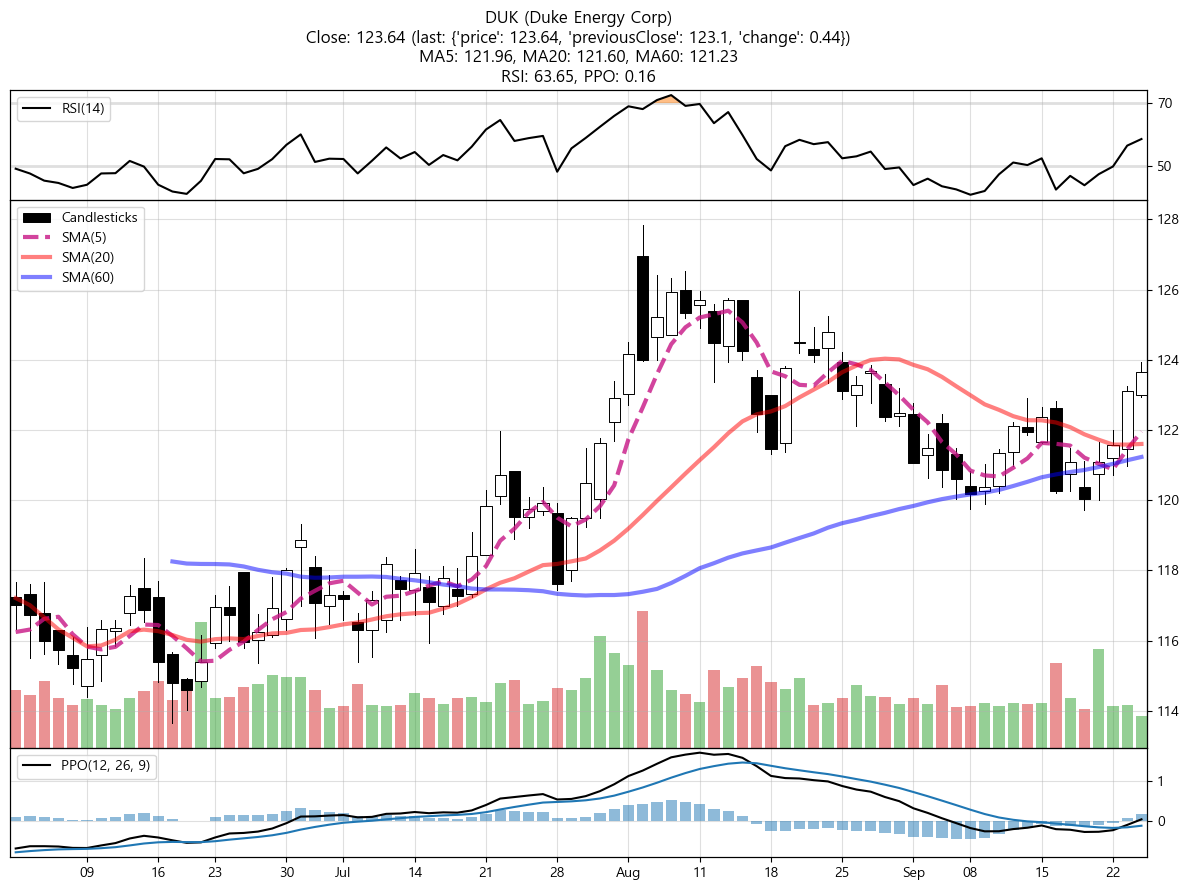 DUK (Duke Energy Corp)
Close: 123.64 (last: {'price': 123.64, 'previousClose': 123.1, 'change': 0.44})
MA5: 121.96, MA20: 121.60, MA60: 121.23
RSI: 63.65, PPO: 0.16
RSI(14)
70
50
Candlesticks
SMA(5)
SMA(20)
SMA(60)
128
126
124
122
120
118
116
114
PPO(12, 26, 9)
1
0
09 16 23 30 Jul 14 21 28 Aug 11 18 25 Sep 08 15 22